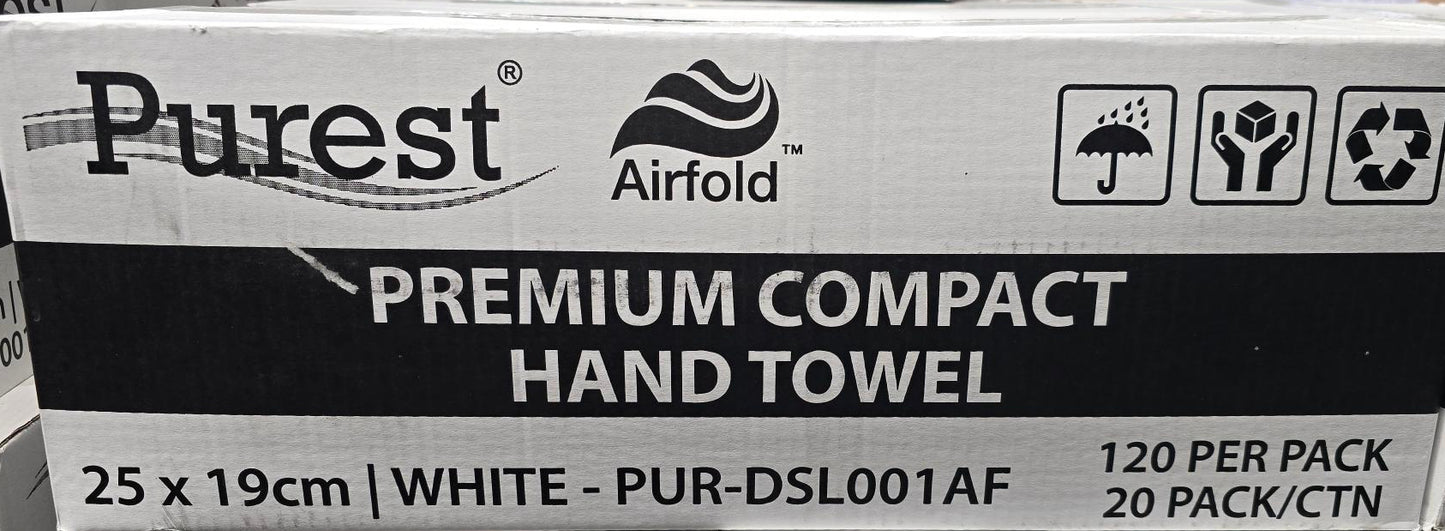 Purest®
Airfold™
PREMIUM COMPACT
HAND TOWEL
25 x 19cm | WHITE - PUR-DSL001AF
120 PER PACK
20 PACK/CTN